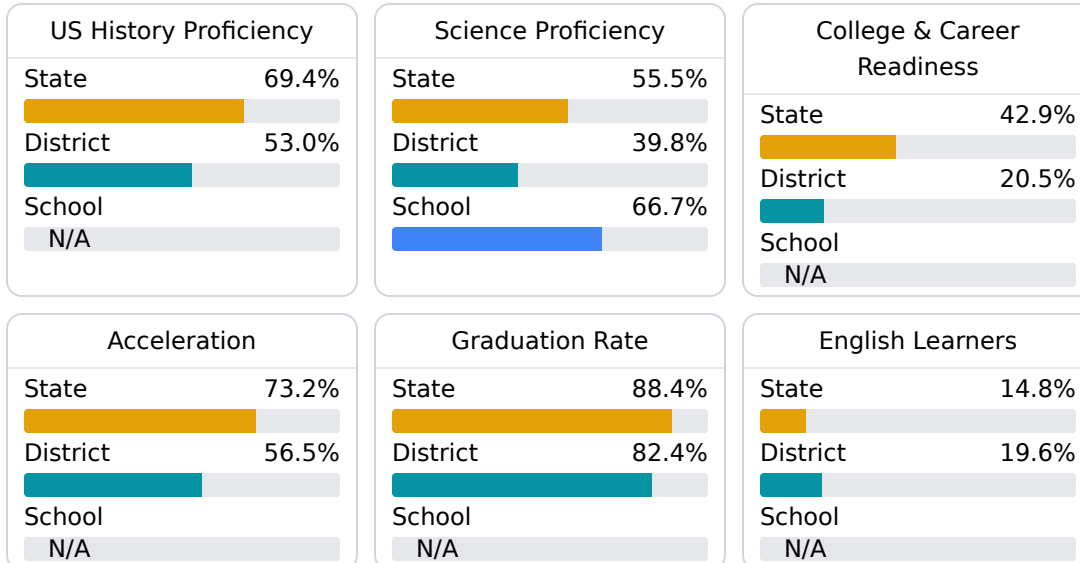 US History Proficiency
State 69.4%
District 53.0%
School
N/A
Science Proficiency
State 55.5%
District 39.8%
School 66.7%
College & Career
Readiness
State 42.9%
District 20.5%
School
N/A
Acceleration
State 73.2%
District 56.5%
School
N/A
Graduation Rate
State 88.4%
District 82.4%
School
N/A
English Learners
State 14.8%
District 19.6%
School
N/A